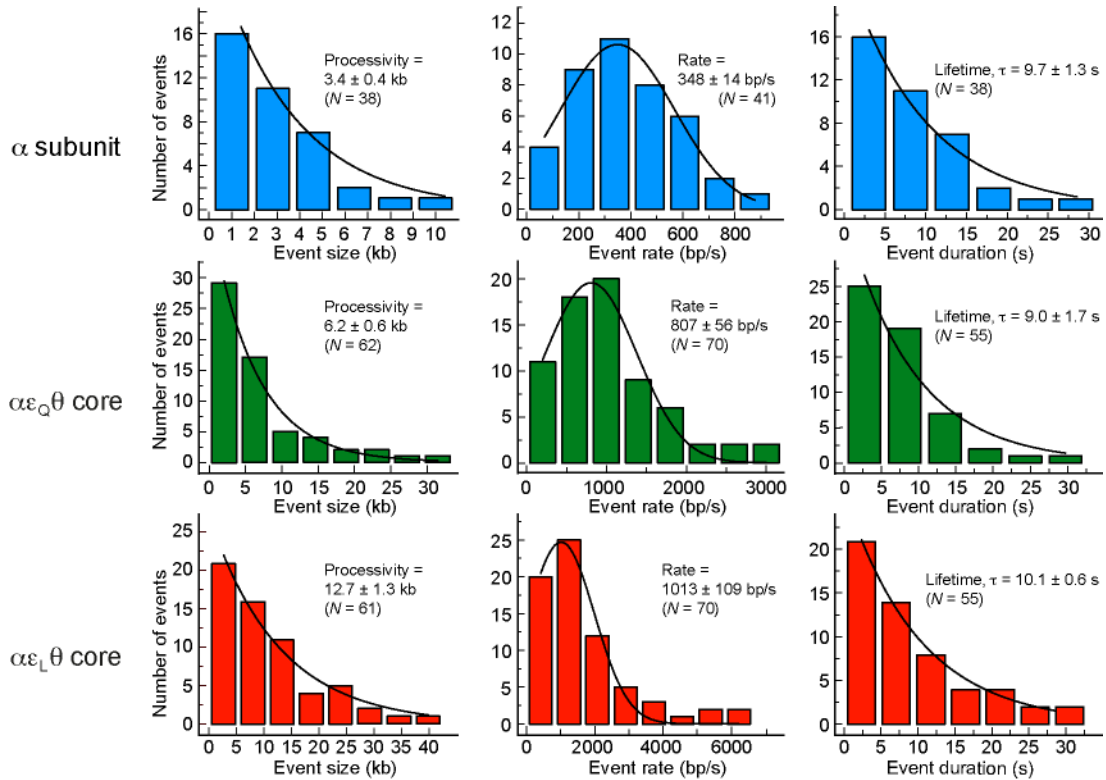 α subunit
Number of events
16
12
8
4
0
Processivity =
3.4 ± 0.4 kb
(N = 38)
0 1 2 3 4 5 6 7 8 9 10
Event size (kb)
12
10
8
6
4
2
0
Rate =
348 ± 14 bp/s
(N = 41)
200 400 600 800
Event rate (bp/s)
16
12
8
4
0
Lifetime, τ = 9.7 ± 1.3 s
(N = 38)
0 5 10 15 20 25 30
Event duration (s)
αεQθ core
Number of events
30
25
20
15
10
5
0
Processivity =
6.2 ± 0.6 kb
(N = 62)
0 5 10 15 20 25 30
Event size (kb)
20
15
10
5
0
Rate =
807 ± 56 bp/s
(N = 70)
0 1000 2000 3000
Event rate (bp/s)
25
20
15
10
5
0
Lifetime, τ = 9.0 ± 1.7 s
(N = 55)
0 5 10 15 20 25 30
Event duration (s)
αεLθ core
Number of events
25
20
15
10
5
0
Processivity =
12.7 ± 1.3 kb
(N = 61)
0 5 10 15 20 25 30 35 40
Event size (kb)
25
20
15
10
5
0
Rate =
1013 ± 109 bp/s
(N = 70)
0 2000 4000 6000
Event rate (bp/s)
20
15
10
5
0
Lifetime, τ = 10.1 ± 0.6 s
(N = 55)
0 5 10 15 20 25 30
Event duration (s)